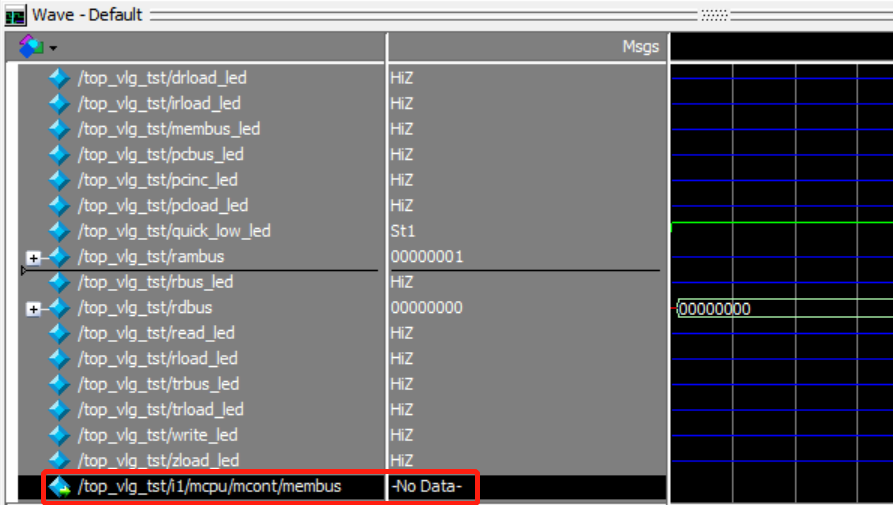 Wave - Default
Msgs
/top_vlg_tst/drload_led HiZ
/top_vlg_tst/irload_led HiZ
/top_vlg_tst/membus_led HiZ
/top_vlg_tst/pcbus_led HiZ
/top_vlg_tst/pcinc_led HiZ
/top_vlg_tst/pcload_led HiZ
/top_vlg_tst/quick_low_led St1
/top_vlg_tst/rambus 00000001
/top_vlg_tst/rbus_led HiZ
/top_vlg_tst/rdbus 00000000 00000000
/top_vlg_tst/read_led HiZ
/top_vlg_tst/rload_led HiZ
/top_vlg_tst/trbus_led HiZ
/top_vlg_tst/trload_led HiZ
/top_vlg_tst/write_led HiZ
/top_vlg_tst/zload_led HiZ
/top_vlg_tst/i1/mcpu/mcont/membus -No Data-